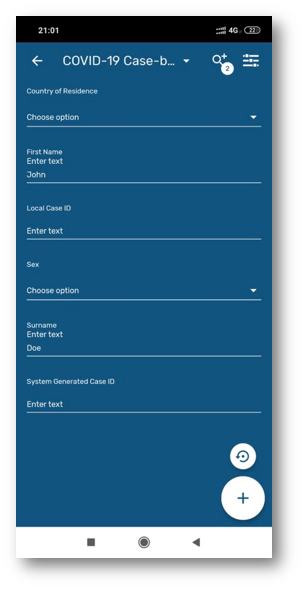 21:01
4G
22
COVID-19 Case-b...
2
Country of Residence
Choose option
First Name
Enter text
John
Local Case ID
Enter text
Sex
Choose option
Surname
Enter text
Doe
System Generated Case ID
Enter text